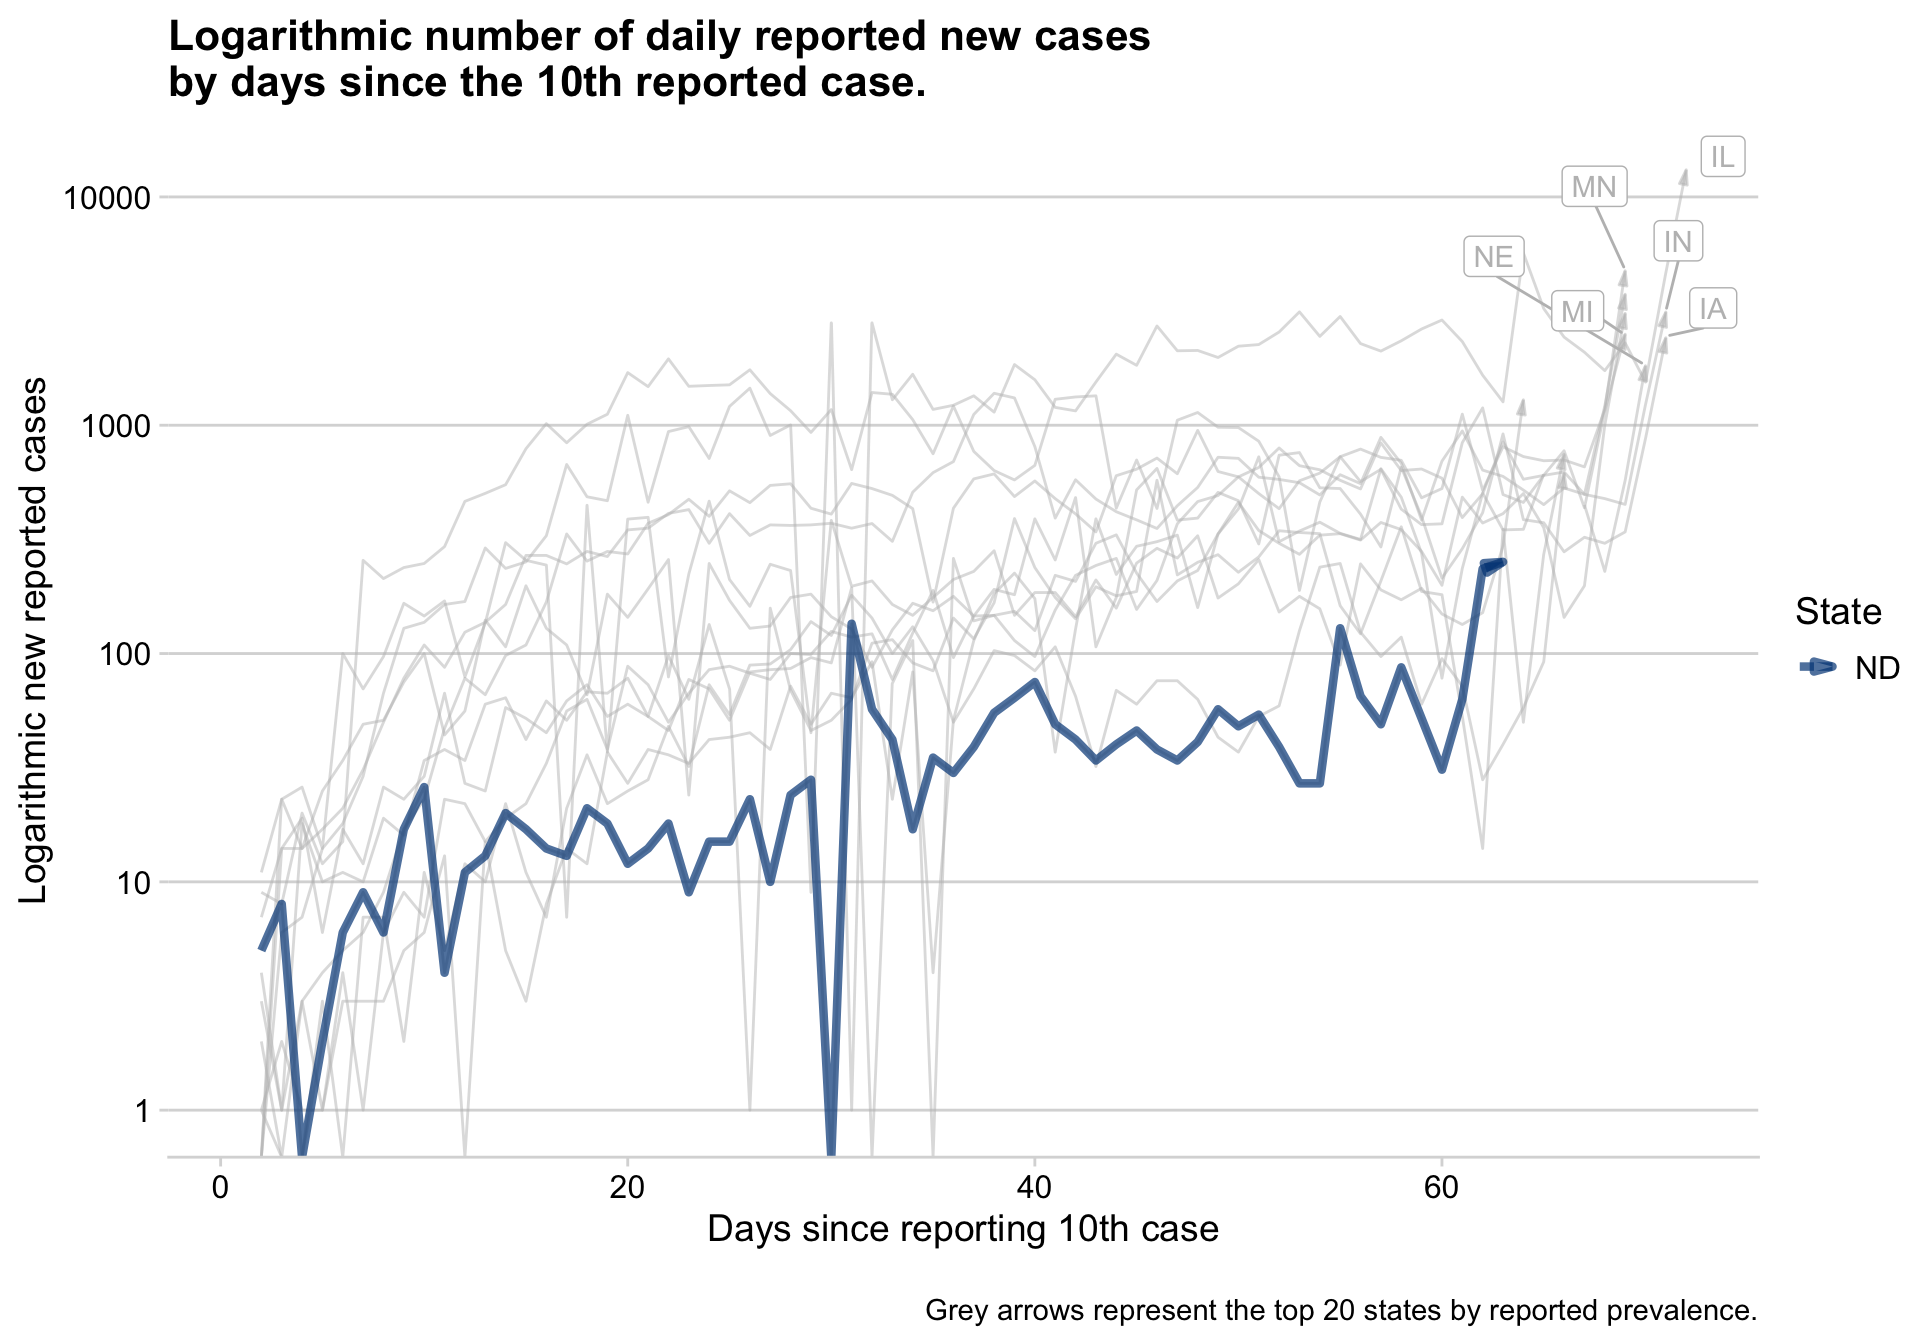 Logarithmic number of daily reported new cases
by days since the 10th reported case.
Logarithmic new reported cases
10000
1000
100
10
1
IL
MN
IN
NE
MI
IA
State
ND
0
20
40
60
Days since reporting 10th case
Grey arrows represent the top 20 states by reported prevalence.